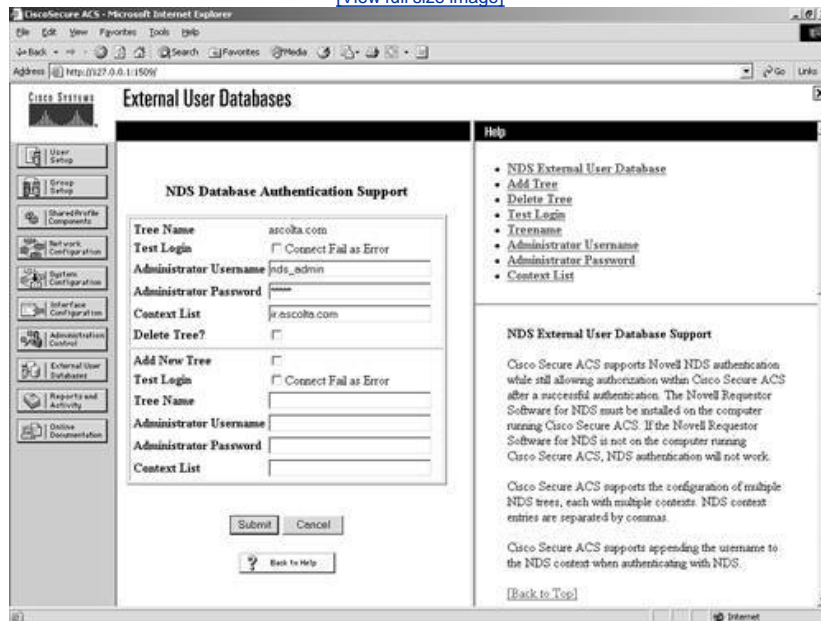 [View full size image]
CiscoSecure ACS - Microsoft Internet Explorer
File Edit View Favorites Tools Help
Back Search Favorites Media
Address http://127.0.0.1:1509/ Go Links
Cisco Systems
External User Databases
User Setup
Group Setup
Shared Profile Components
Network Configuration
System Configuration
Interface Configuration
Administration Control
External User Databases
Reports and Activity
Online Documentation
NDS Database Authentication Support
Tree Name ascolta.com
Test Login Connect Fail as Error
Administrator Username nds_admin
Administrator Password *****
Context List ir.ascolta.com
Delete Tree?
Add New Tree
Test Login Connect Fail as Error
Tree Name
Administrator Username
Administrator Password
Context List
Submit Cancel
? Back to Help
Help
• NDS External User Database
• Add Tree
• Delete Tree
• Test Login
• Treename
• Administrator Username
• Administrator Password
• Context List
NDS External User Database Support
Cisco Secure ACS supports Novell NDS authentication
while still allowing authorization within Cisco Secure ACS
after a successful authentication. The Novell Requestor
Software for NDS must be installed on the computer
running Cisco Secure ACS. If the Novell Requestor
Software for NDS is not on the computer running
Cisco Secure ACS, NDS authentication will not work.
Cisco Secure ACS supports the configuration of multiple
NDS trees, each with multiple contexts. NDS context
entries are separated by commas.
Cisco Secure ACS supports appending the username to
the NDS context when authenticating with NDS.
[Back to Top]
Internet